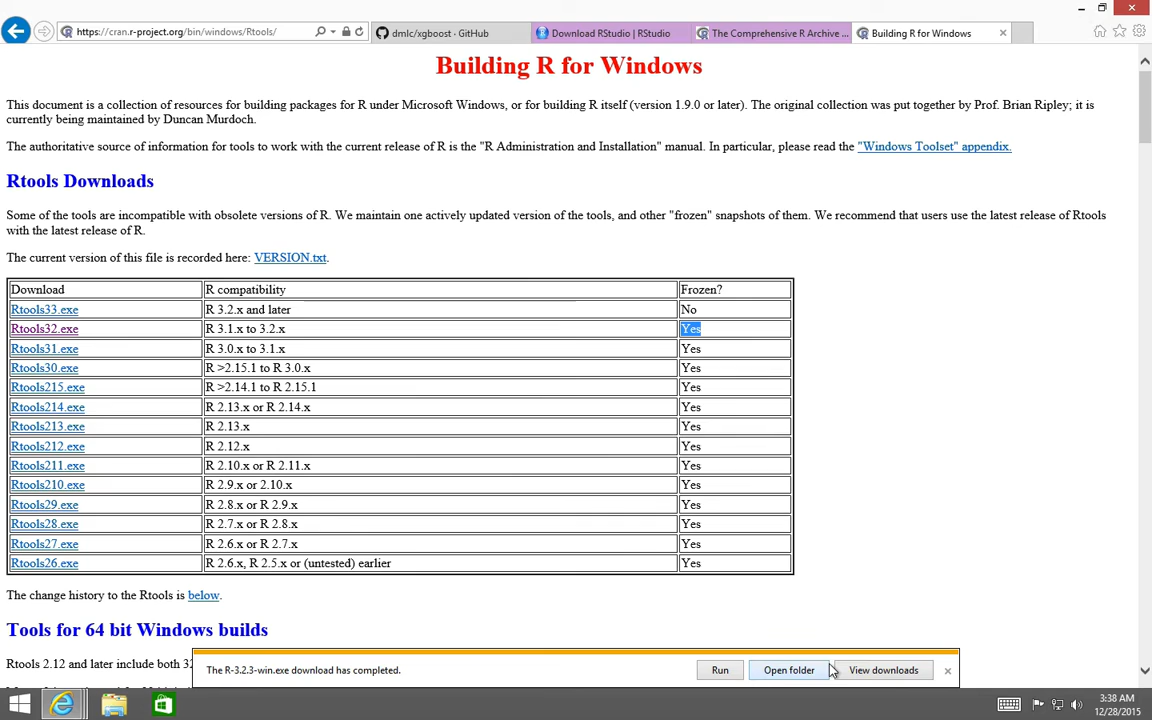 https://cran.r-project.org/bin/windows/Rtools/
dmlc/xgboost - GitHub
Download RStudio | RStudio
The Comprehensive R Archive ...
Building R for Windows
Building R for Windows
This document is a collection of resources for building packages for R under Microsoft Windows, or for building R itself (version 1.9.0 or later). The original collection was put together by Prof. Brian Ripley; it is
currently being maintained by Duncan Murdoch.
The authoritative source of information for tools to work with the current release of R is the "R Administration and Installation" manual. In particular, please read the "Windows Toolset" appendix.
Rtools Downloads
Some of the tools are incompatible with obsolete versions of R. We maintain one actively updated version of the tools, and other "frozen" snapshots of them. We recommend that users use the latest release of Rtools
with the latest release of R.
The current version of this file is recorded here: VERSION.txt.
Download R compatibility Frozen?
Rtools33.exe R 3.2.x and later No
Rtools32.exe R 3.1.x to 3.2.x Yes
Rtools31.exe R 3.0.x to 3.1.x Yes
Rtools30.exe R >2.15.1 to R 3.0.x Yes
Rtools215.exe R >2.14.1 to R 2.15.1 Yes
Rtools214.exe R 2.13.x or R 2.14.x Yes
Rtools213.exe R 2.13.x Yes
Rtools212.exe R 2.12.x Yes
Rtools211.exe R 2.10.x or R 2.11.x Yes
Rtools210.exe R 2.9.x or 2.10.x Yes
Rtools29.exe R 2.8.x or R 2.9.x Yes
Rtools28.exe R 2.7.x or R 2.8.x Yes
Rtools27.exe R 2.6.x or R 2.7.x Yes
Rtools26.exe R 2.6.x, R 2.5.x or (untested) earlier Yes
The change history to the Rtools is below.
Tools for 64 bit Windows builds
Rtools 2.12 and later include both 32
The R-3.2.3-win.exe download has completed.
Run
Open folder
View downloads
3:38 AM
12/28/2015